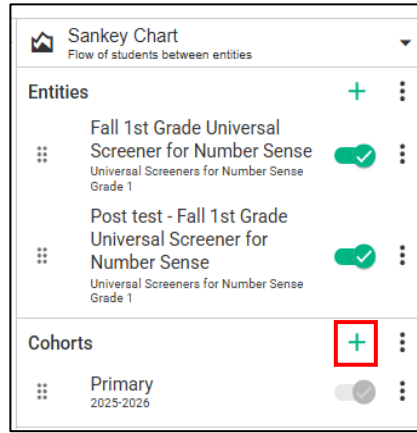 Sankey Chart
Flow of students between entities
Entities
Fall 1st Grade Universal
Screener for Number Sense
Universal Screeners for Number Sense
Grade 1
Post test - Fall 1st Grade
Universal Screener for
Number Sense
Universal Screeners for Number Sense
Grade 1
Cohorts
Primary
2025-2026